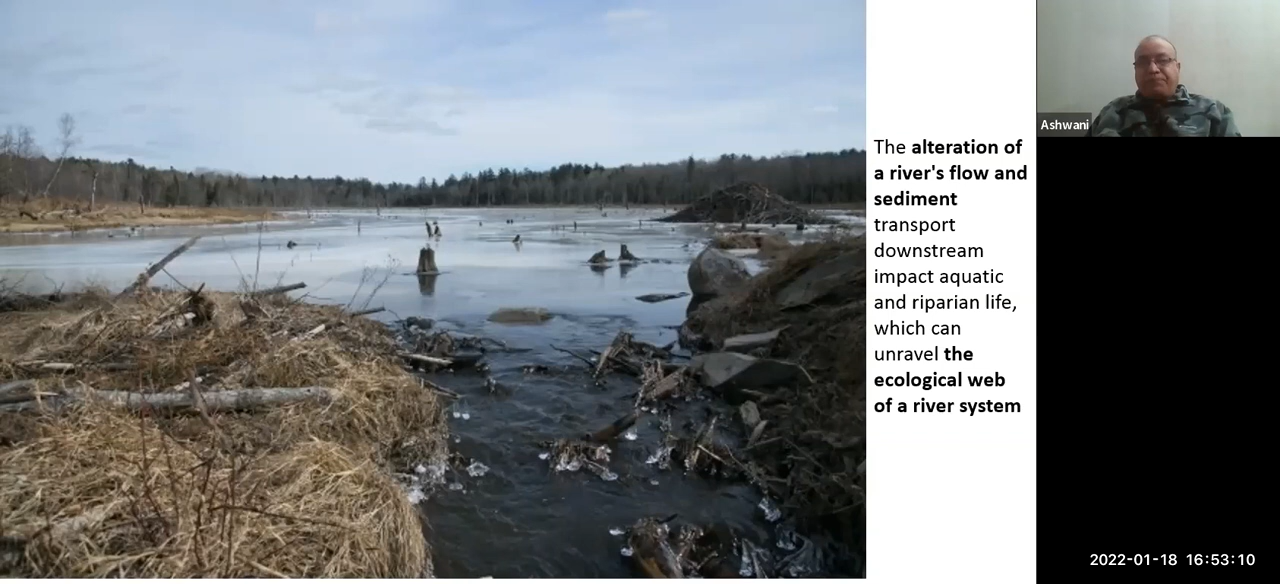 The alteration of
a river's flow and
sediment
transport
downstream
impact aquatic
and riparian life,
which can
unravel the
ecological web
of a river system
Ashwani
2022-01-18 16:53:10